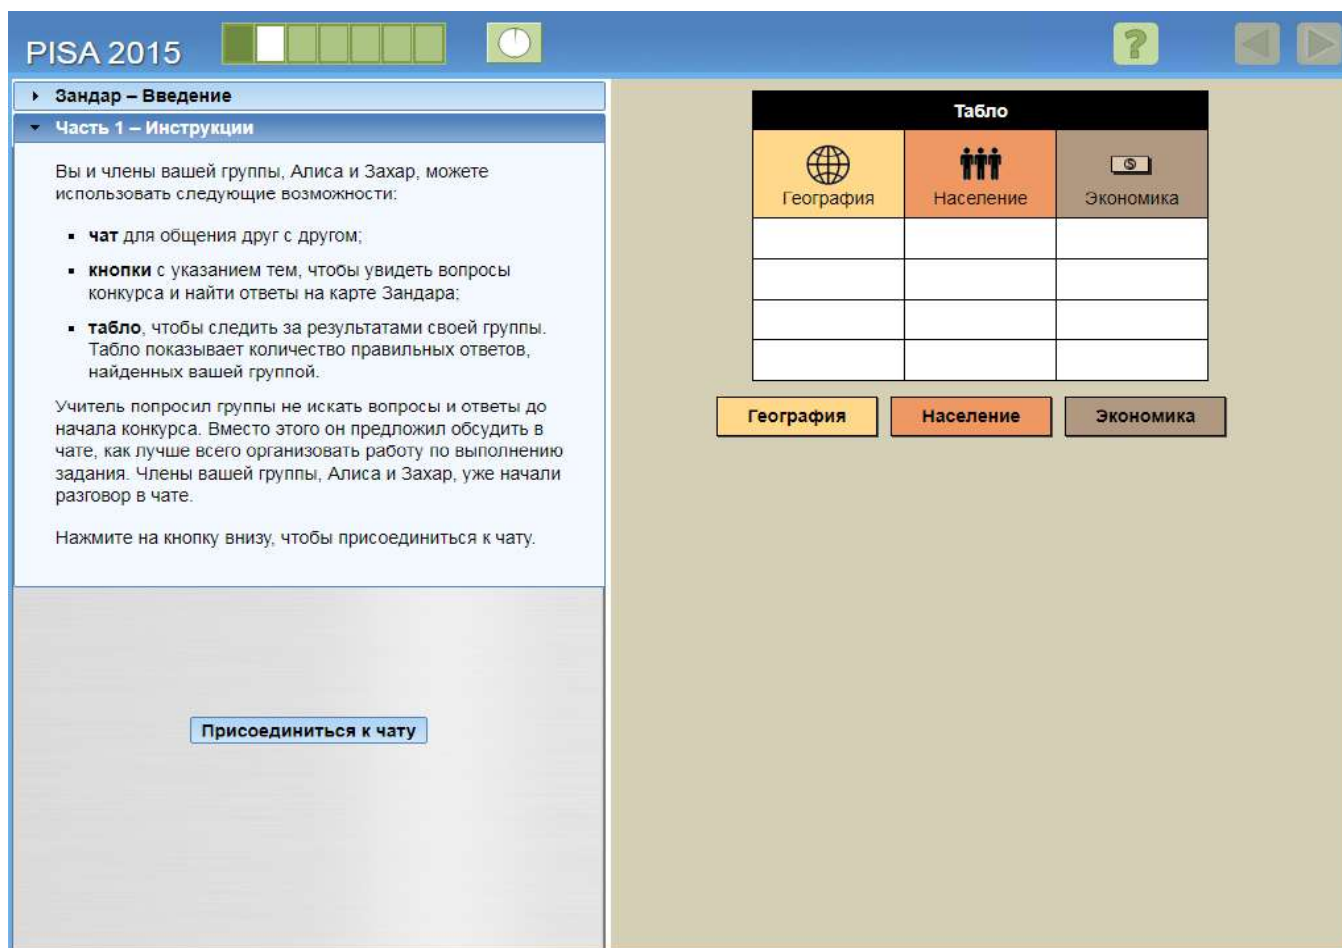 PISA 2015
?
Зандар – Введение
Часть 1 – Инструкции
Вы и члены вашей группы, Алиса и Захар, можете
использовать следующие возможности:
▪ чат для общения друг с другом;
▪ кнопки с указанием тем, чтобы увидеть вопросы
конкурса и найти ответы на карте Зандара;
▪ табло, чтобы следить за результатами своей группы.
Табло показывает количество правильных ответов,
найденных вашей группой.
Учитель попросил группы не искать вопросы и ответы до
начала конкурса. Вместо этого он предложил обсудить в
чате, как лучше всего организовать работу по выполнению
задания. Члены вашей группы, Алиса и Захар, уже начали
разговор в чате.
Нажмите на кнопку внизу, чтобы присоединиться к чату.
Присоединиться к чату
Табло
География Население Экономика
География Население Экономика